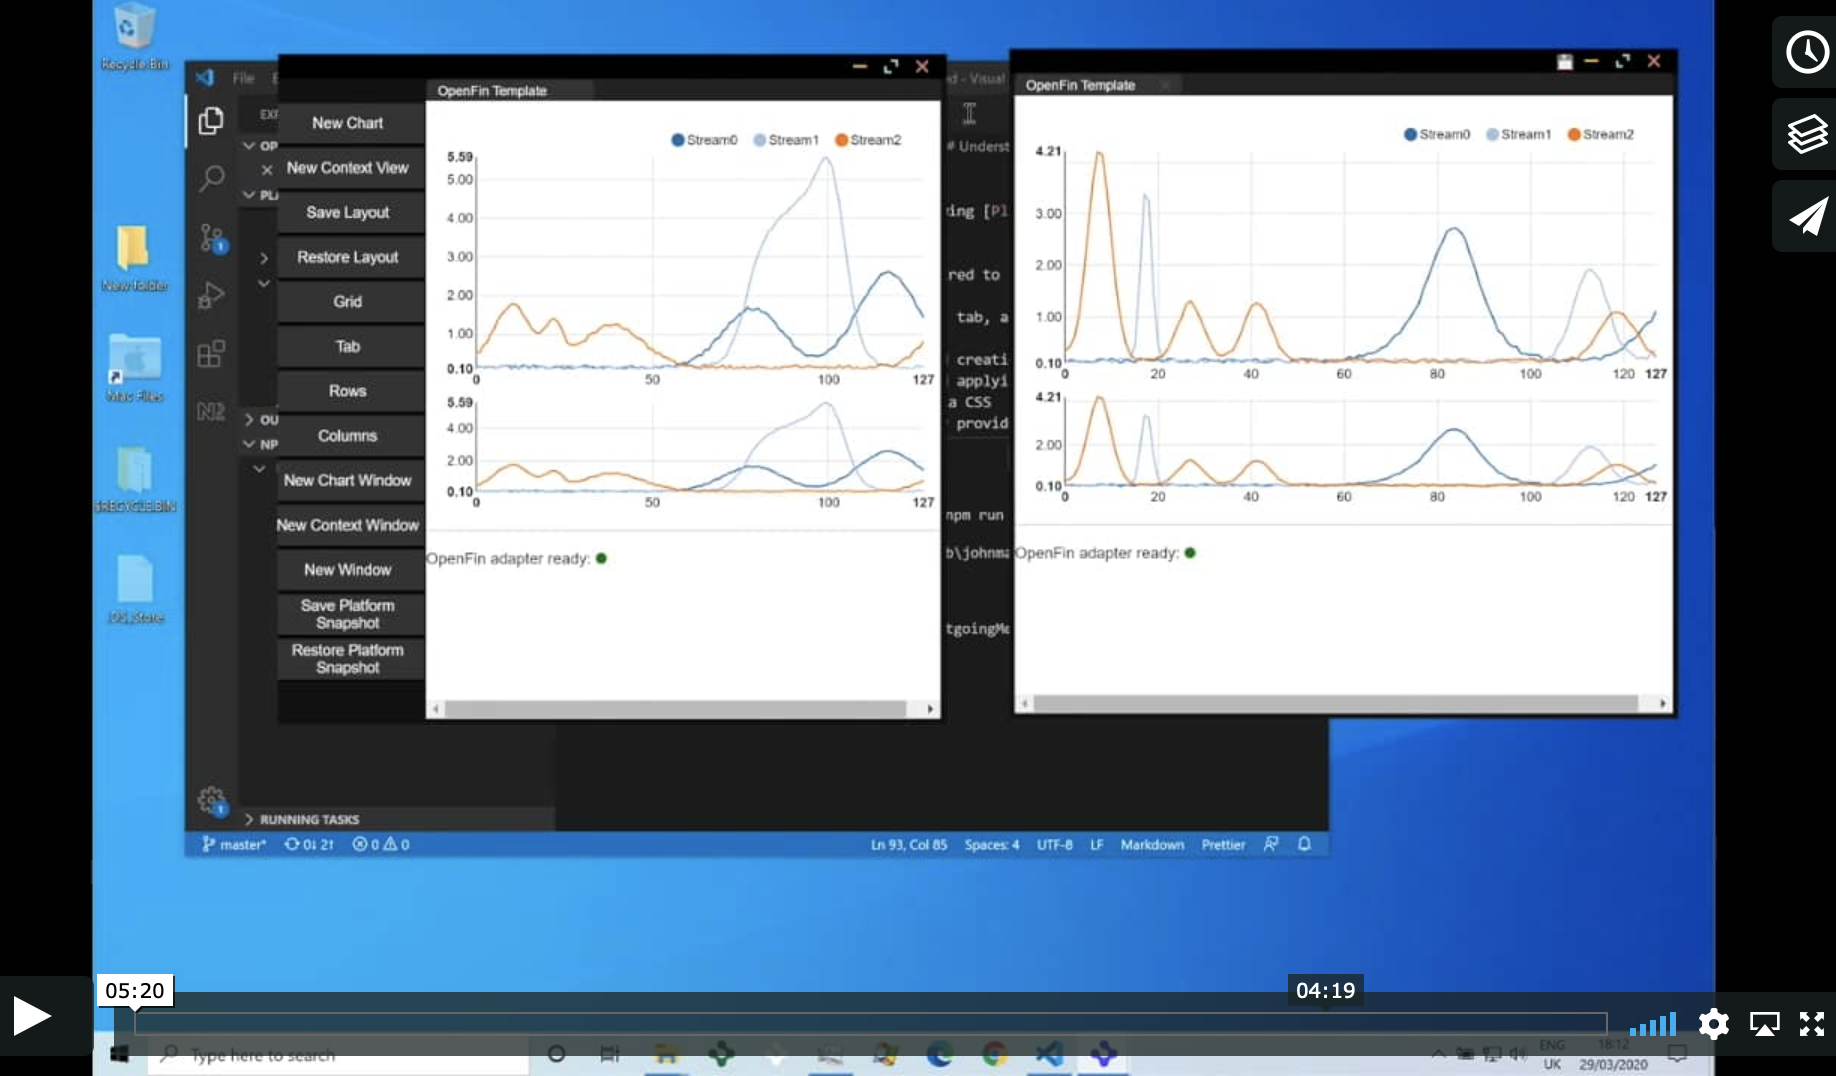 Recycle Bin
New folder
Mac Files
$RECYCLE.BIN
.DS_Store
File
EXP
OP
PLA
OU
NP
RUNNING TASKS
New Chart
New Context View
Save Layout
Restore Layout
Grid
Tab
Rows
Columns
New Chart Window
New Context Window
New Window
Save Platform
Snapshot
Restore Platform
Snapshot
OpenFin Template
Stream0 Stream1 Stream2
5.59
5.00
4.00
3.00
2.00
1.00
0.10
0 50 100 127
5.59
4.00
2.00
0.10
0 50 100 127
OpenFin adapter ready:
d - Visual
# Underst
ing [Pl
red to
tab, a
creati
applyi
a CSS
provid
npm run
b\johnma
tgoingMe
OpenFin Template
Stream0 Stream1 Stream2
4.21
3.00
2.00
1.00
0.10
0 20 40 60 80 100 120 127
4.21
2.00
0.10
0 20 40 60 80 100 120 127
OpenFin adapter ready:
master* 0↓ 2↑ 0 0
Ln 93, Col 85 Spaces: 4 UTF-8 LF Markdown Prettier
05:20
04:19
Type here to search
ENG
UK
18:12
29/03/2020